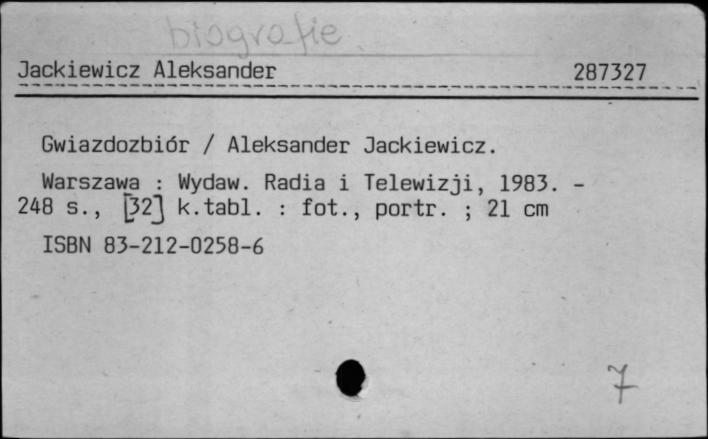 biografie
Jackiewicz Aleksander 287327
Gwiazdozbiór / Aleksander Jackiewicz.
Warszawa : Wydaw. Radia i Telewizji, 1983. -
248 s., [32] k.tabl. : fot., portr. ; 21 cm
ISBN 83-212-0258-6
7